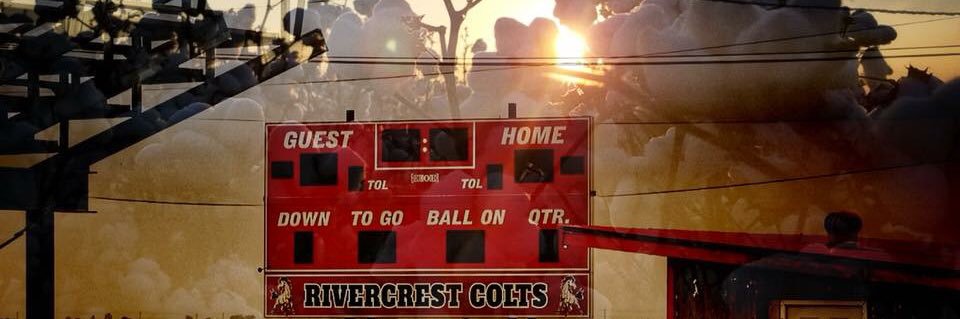 GUEST HOME
TOL TOL
DOWN TO GO BALL ON QTR.
RIVERCREST COLTS